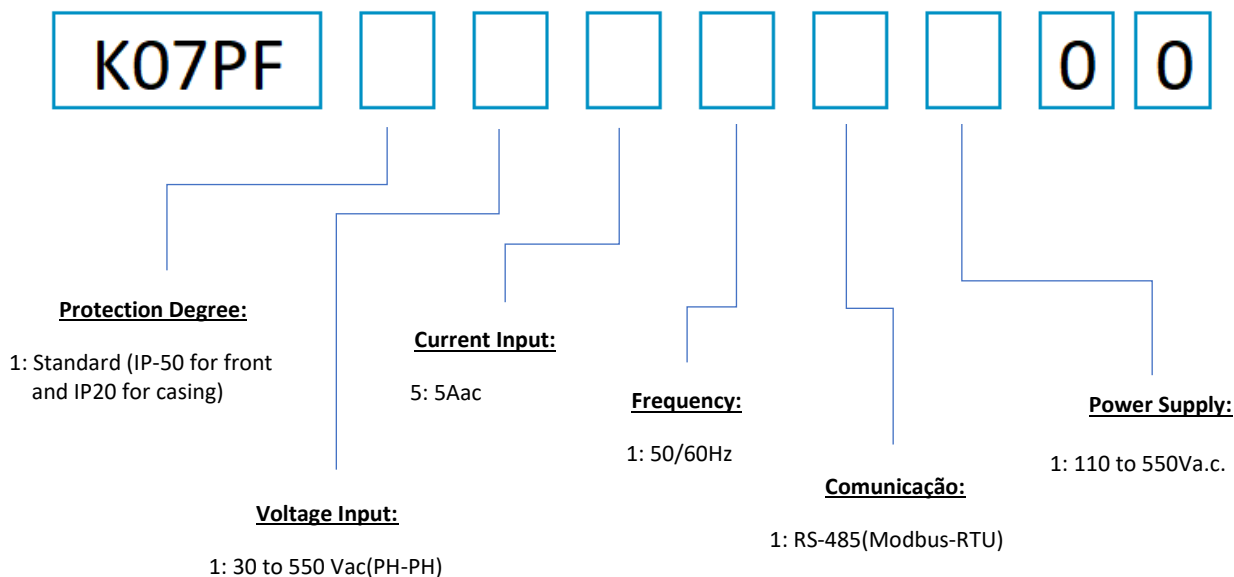 K07PF 0 0
Protection Degree:
1: Standard (IP-50 for front
and IP20 for casing)
Voltage Input:
1: 30 to 550 Vac(PH-PH)
Current Input:
5: 5Aac
Frequency:
1: 50/60Hz
Comunicação:
1: RS-485(Modbus-RTU)
Power Supply:
1: 110 to 550Va.c.